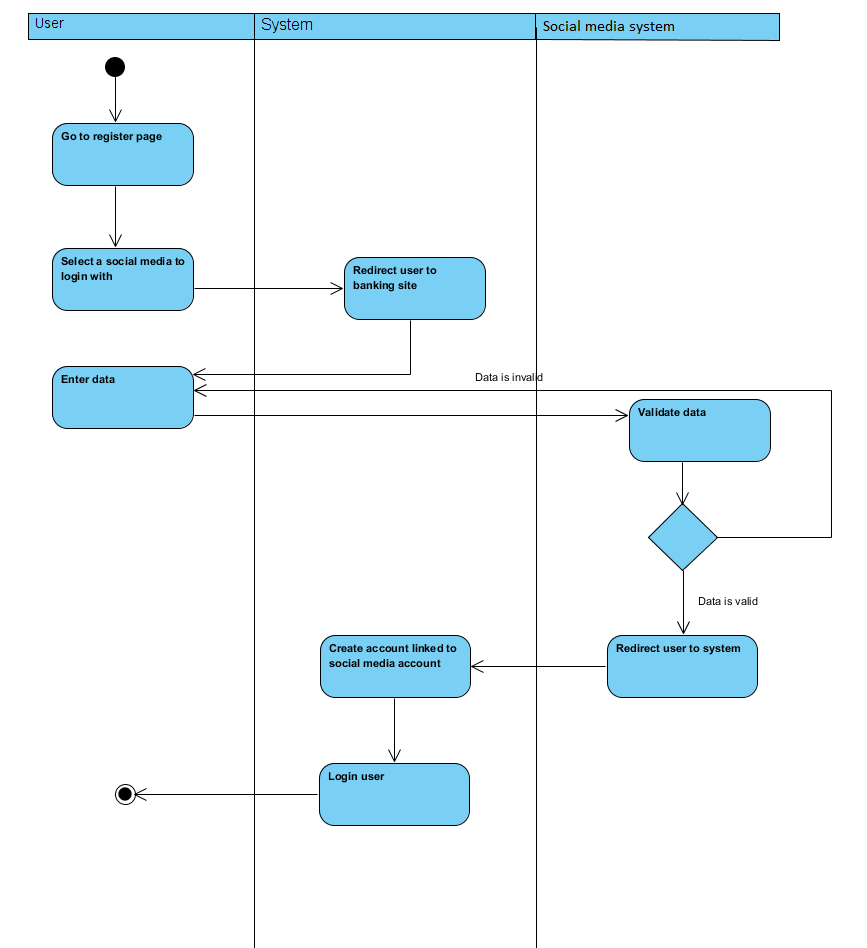 User
System
Social media system
Go to register page
Select a social media to
login with
Redirect user to
banking site
Enter data
Data is invalid
Validate data
Data is valid
Create account linked to
social media account
Redirect user to system
Login user